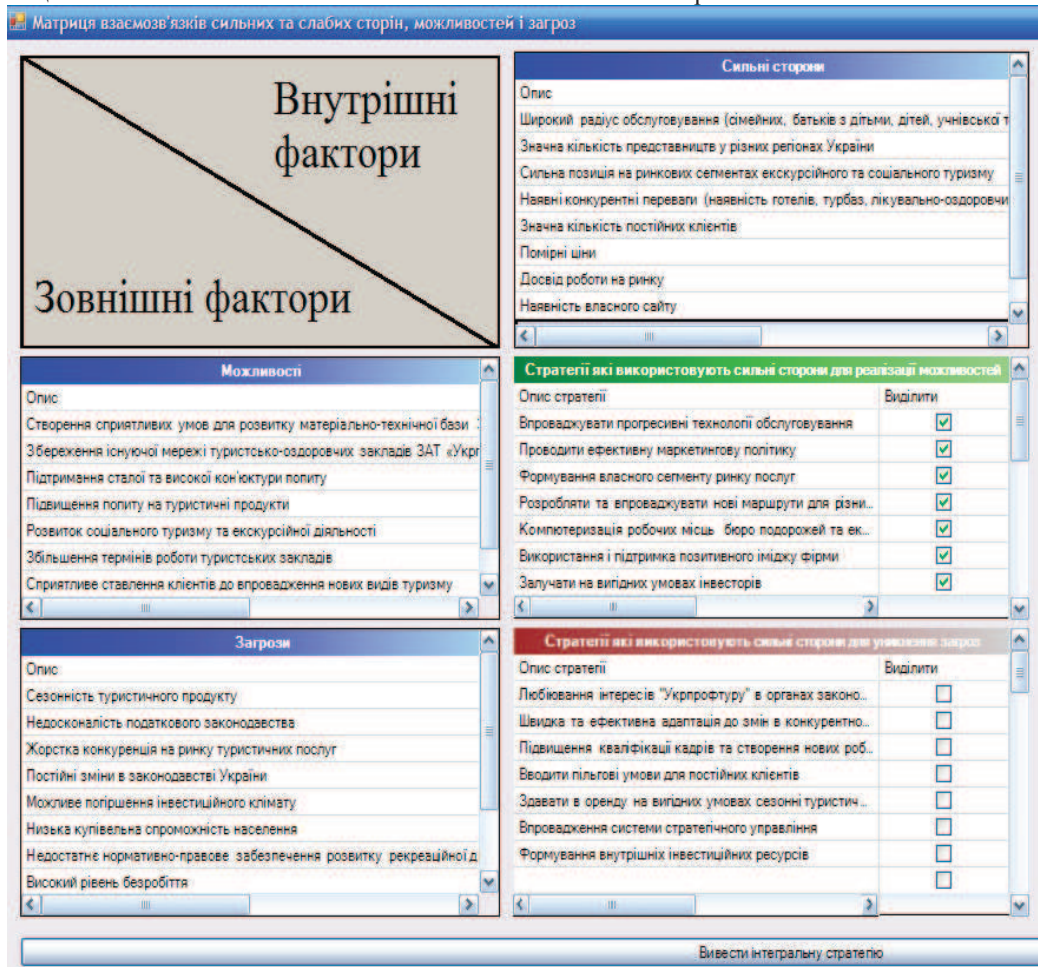 Матриця взаємозв'язків сильних та слабих сторін, можливостей і загроз
Внутрішні
фактори
Зовнішні фактори
Сильні сторони
Опис
Широкий радіус обслуговування (сімейних, батьків з дітьми, дітей, учнівської т
Значна кількість представництв у різних регіонах України
Сильна позиція на ринкових сегментах екскурсійного та соціального туризму
Наявні конкурентні переваги (наявність готелів, турбаз, лікувально-оздоровчи
Значна кількість постійних клієнтів
Помірні ціни
Досвід роботи на ринку
Наявність власного сайту
Можливості
Опис
Створення сприятливих умов для розвитку матеріально-технічної бази
Збереження існуючої мережі туристсько-оздоровчих закладів ЗАТ «Укрг
Підтримання сталої та високої кон'юктури попиту
Підвищення попиту на туристичні продукти
Розвиток соціального туризму та екскурсійної діяльності
Збільшення термінів роботи туристських закладів
Сприятливе ставлення клієнтів до впровадження нових видів туризму
Стратегії які використовують сильні сторони для реалізації можливостей
Опис стратегії Виділити
Впроваджувати прогресивні технології обслуговування
Проводити ефективну маркетингову політику
Формування власного сегменту ринку послуг
Розробляти та впроваджувати нові маршрути для різни...
Компютеризація робочих місць бюро подорожей та ек...
Використання і підтримка позитивного іміджу фірми
Залучати на вигідних умовах інвесторів
Загрози
Опис
Сезонність туристичного продукту
Недосконалість податкового законодавства
Жорстка конкуренція на ринку туристичних послуг
Постійні зміни в законодавстві України
Можливе погіршення інвестиційного клімату
Низька купівельна спроможність населення
Недостатнє нормативно-правове забезпечення розвитку рекреаційної д
Високий рівень безробіття
Стратегії які використовують сильні сторони для уникнення загроз
Опис стратегії Виділити
Любіювання інтересів "Укрпрофтуру" в органах законо...
Швидка та ефективна адаптація до змін в конкурентно...
Підвищення кваліфікації кадрів та створення нових роб...
Вводити пільгові умови для постійних клієнтів
Здавати в оренду на вигідних умовах сезонні туристич...
Впровадження системи стратегічного управління
Формування внутрішніх інвестиційних ресурсів
Вивести інтегральну стратегію